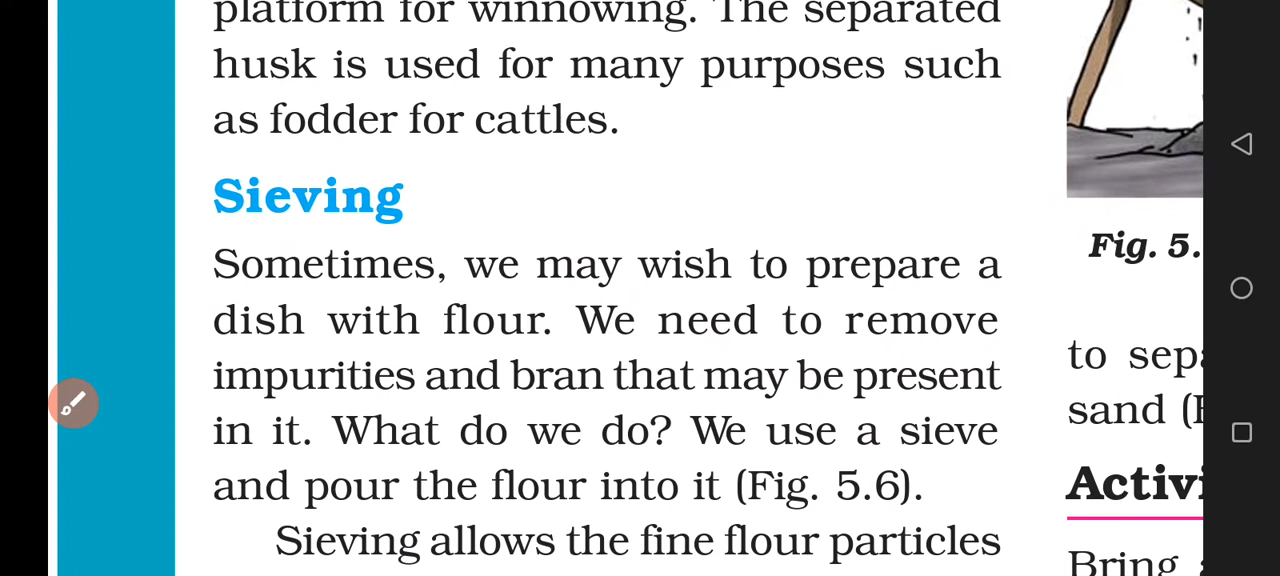 platform for winnowing. The separated
husk is used for many purposes such
as fodder for cattles.
Sieving
Sometimes, we may wish to prepare a
dish with flour. We need to remove
impurities and bran that may be present
in it. What do we do? We use a sieve
and pour the flour into it (Fig. 5.6).
Sieving allows the fine flour particles
Fig. 5.
to
sand
Bring